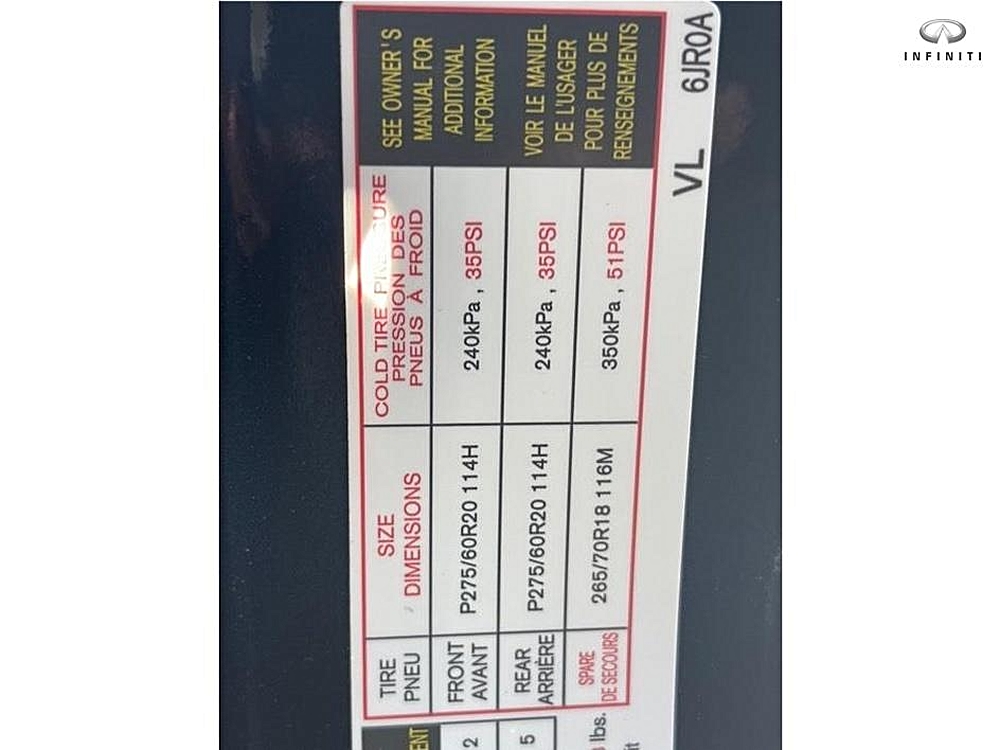 INFINITI
TIRE
PNEU
SIZE
DIMENSIONS
COLD TIRE PRESSURE
PRESSION DES
PNEUS À FROID
SEE OWNER'S
MANUAL FOR
ADDITIONAL
INFORMATION
FRONT
AVANT
P275/60R20 114H
240kPa , 35PSI
REAR
ARRIÈRE
P275/60R20 114H
240kPa , 35PSI
VOIR LE MANUEL
DE L'USAGER
POUR PLUS DE
RENSEIGNEMENTS
SPARE
DE SECOURS
265/70R18 116M
350kPa , 51PSI
2
5
lbs.
VL 6JR0A